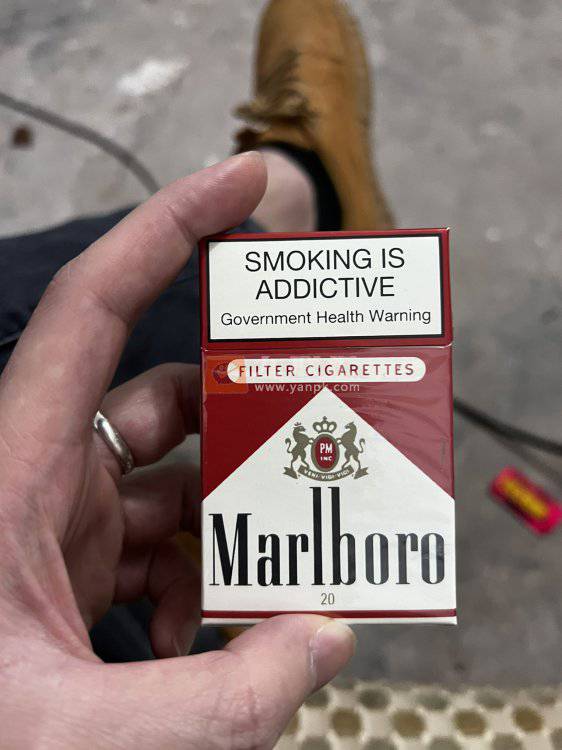 SMOKING IS
ADDICTIVE
Government Health Warning
FILTER CIGARETTES
www.yanpk.com
PM
INC
VENI·VIDI·VICI
Marlboro
20